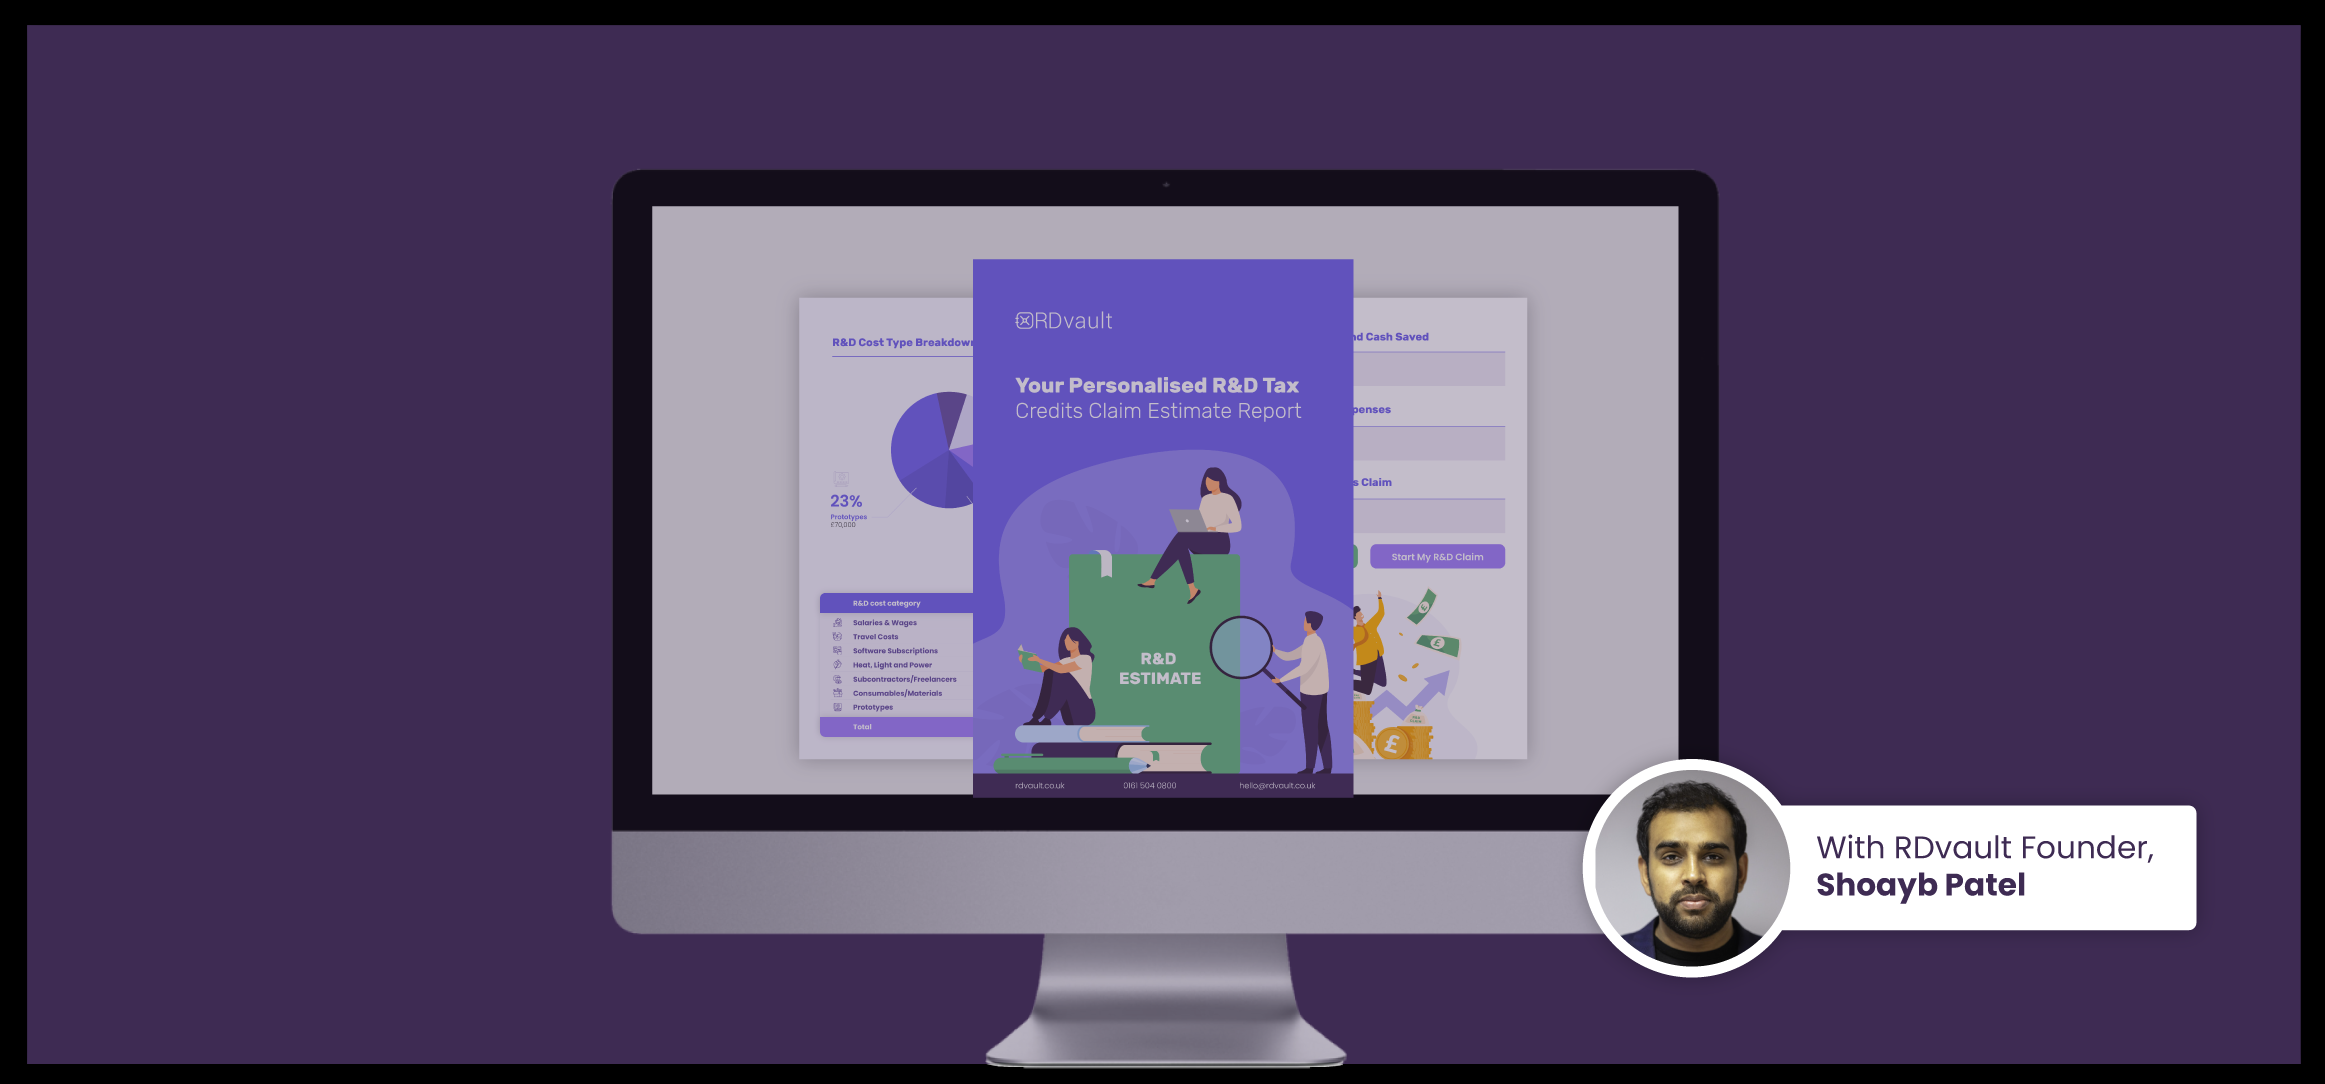 R&D Cost Type Breakdown
23%
Prototypes
£70,000
R&D cost category
Salaries & Wages
Travel Costs
Software Subscriptions
Heat, Light and Power
Subcontractors/Freelancers
Consumables/Materials
Prototypes
Total
RDvault
Your Personalised R&D Tax
Credits Claim Estimate Report
R&D
ESTIMATE
rdvault.co.uk
0161 504 0800
hello@rdvault.co.uk
nd Cash Saved
penses
s Claim
Start My R&D Claim
£
£
£
With RDvault Founder,
Shoayb Patel